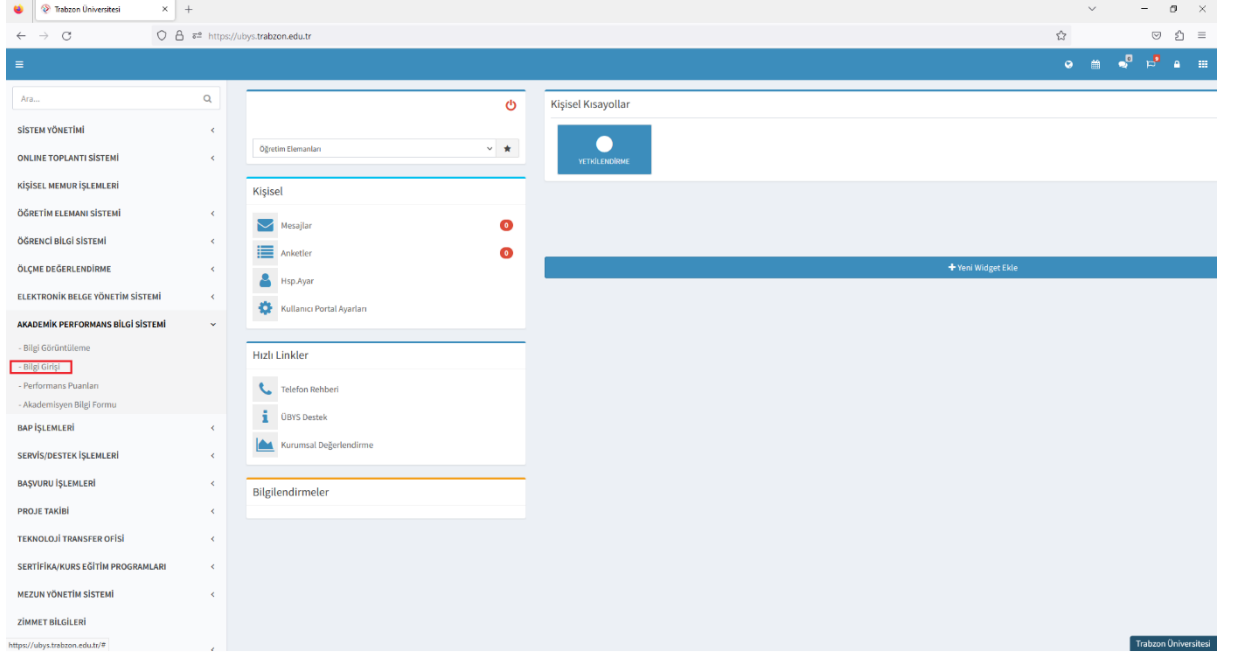 Trabzon Üniversitesi
https://ubys.trabzon.edu.tr
Ara...
SİSTEM YÖNETİMİ
ONLINE TOPLANTI SİSTEMİ
KİŞİSEL MEMUR İŞLEMLERİ
ÖĞRETİM ELEMANI SİSTEMİ
ÖĞRENCİ BİLGİ SİSTEMİ
ÖLÇME DEĞERLENDİRME
ELEKTRONİK BELGE YÖNETİM SİSTEMİ
AKADEMİK PERFORMANS BİLGİ SİSTEMİ
- Bilgi Görüntüleme
- Bilgi Girişi
- Performans Puanları
- Akademisyen Bilgi Formu
BAP İŞLEMLERİ
SERVİS/DESTEK İŞLEMLERİ
BAŞVURU İŞLEMLERİ
PROJE TAKİBİ
TEKNOLOJİ TRANSFER OFİSİ
SERTİFİKA/KURS EĞİTİM PROGRAMLARI
MEZUN YÖNETİM SİSTEMİ
ZİMMET BİLGİLERİ
https://ubys.trabzon.edu.tr/#
Öğretim Elemanları
Kişisel
Mesajlar 0
Anketler 0
Hsp.Ayar
Kullanıcı Portal Ayarları
Hızlı Linkler
Telefon Rehberi
ÜBYS Destek
Kurumsal Değerlendirme
Bilgilendirmeler
Kişisel Kısayollar
YETKİLENDİRME
Yeni Widget Ekle
Trabzon Üniversitesi